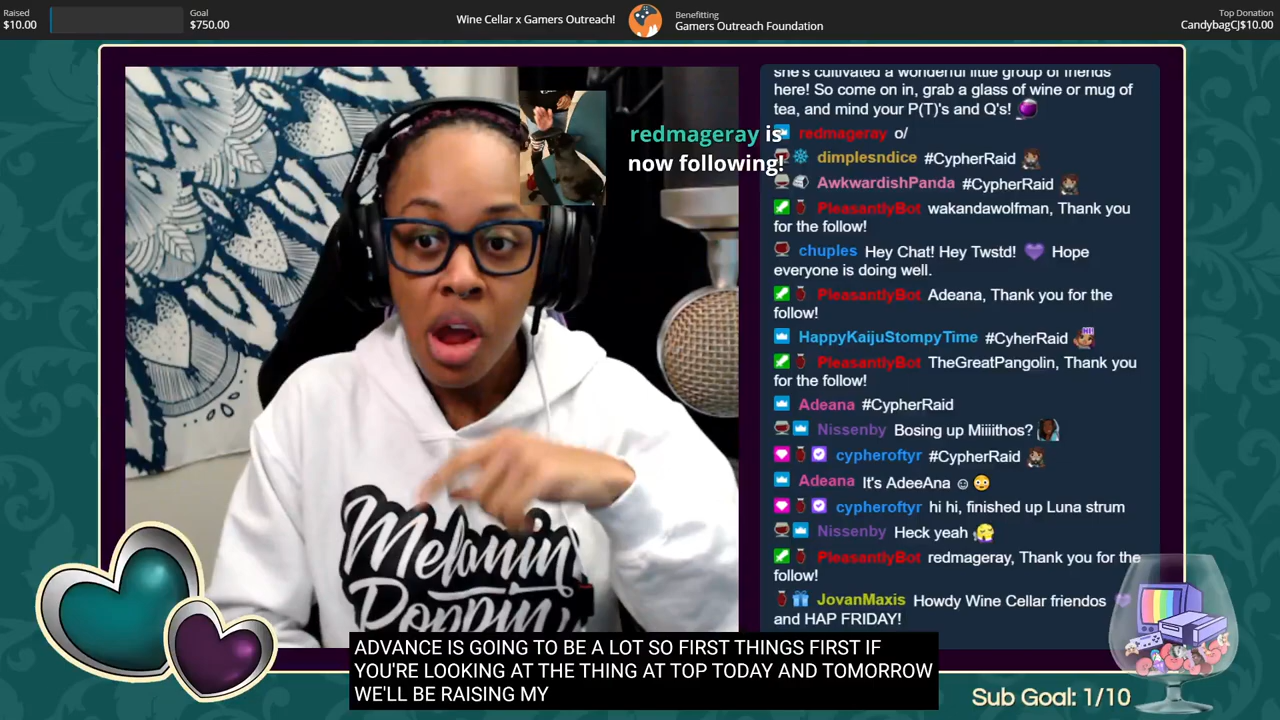 Raised
$10.00
Goal
$750.00
Wine Cellar x Gamers Outreach!
Benefitting
Gamers Outreach Foundation
Top Donation
CandybagCJ$10.00
redmageray is
now following!
she's cultivated a wonderful little group of friends
here! So come on in, grab a glass of wine or mug of
tea, and mind your P(T)'s and Q's!
redmageray o/
dimplesndice #CypherRaid
AwkwardishPanda #CypherRaid
PleasantlyBot wakandawolfman, Thank you
for the follow!
chuples Hey Chat! Hey Twstd! 💜 Hope
everyone is doing well.
PleasantlyBot Adeana, Thank you for the
follow!
HappyKaijuStompyTime #CyherRaid
HI!
PleasantlyBot TheGreatPangolin, Thank you
for the follow!
Adeana #CypherRaid
Nissenby Bosing up Miiiithos?
cypheroftyr #CypherRaid
Adeana It's AdeeAna ☺ 😳
cypheroftyr hi hi, finished up Luna strum
Nissenby Heck yeah
PleasantlyBot redmageray, Thank you for the
follow!
JovanMaxis Howdy Wine Cellar friendos 💜
and HAP FRIDAY!
Melanin
Poppin
ADVANCE IS GOING TO BE A LOT SO FIRST THINGS FIRST IF
YOU'RE LOOKING AT THE THING AT TOP TODAY AND TOMORROW
WE'LL BE RAISING MY
Sub Goal: 1/10